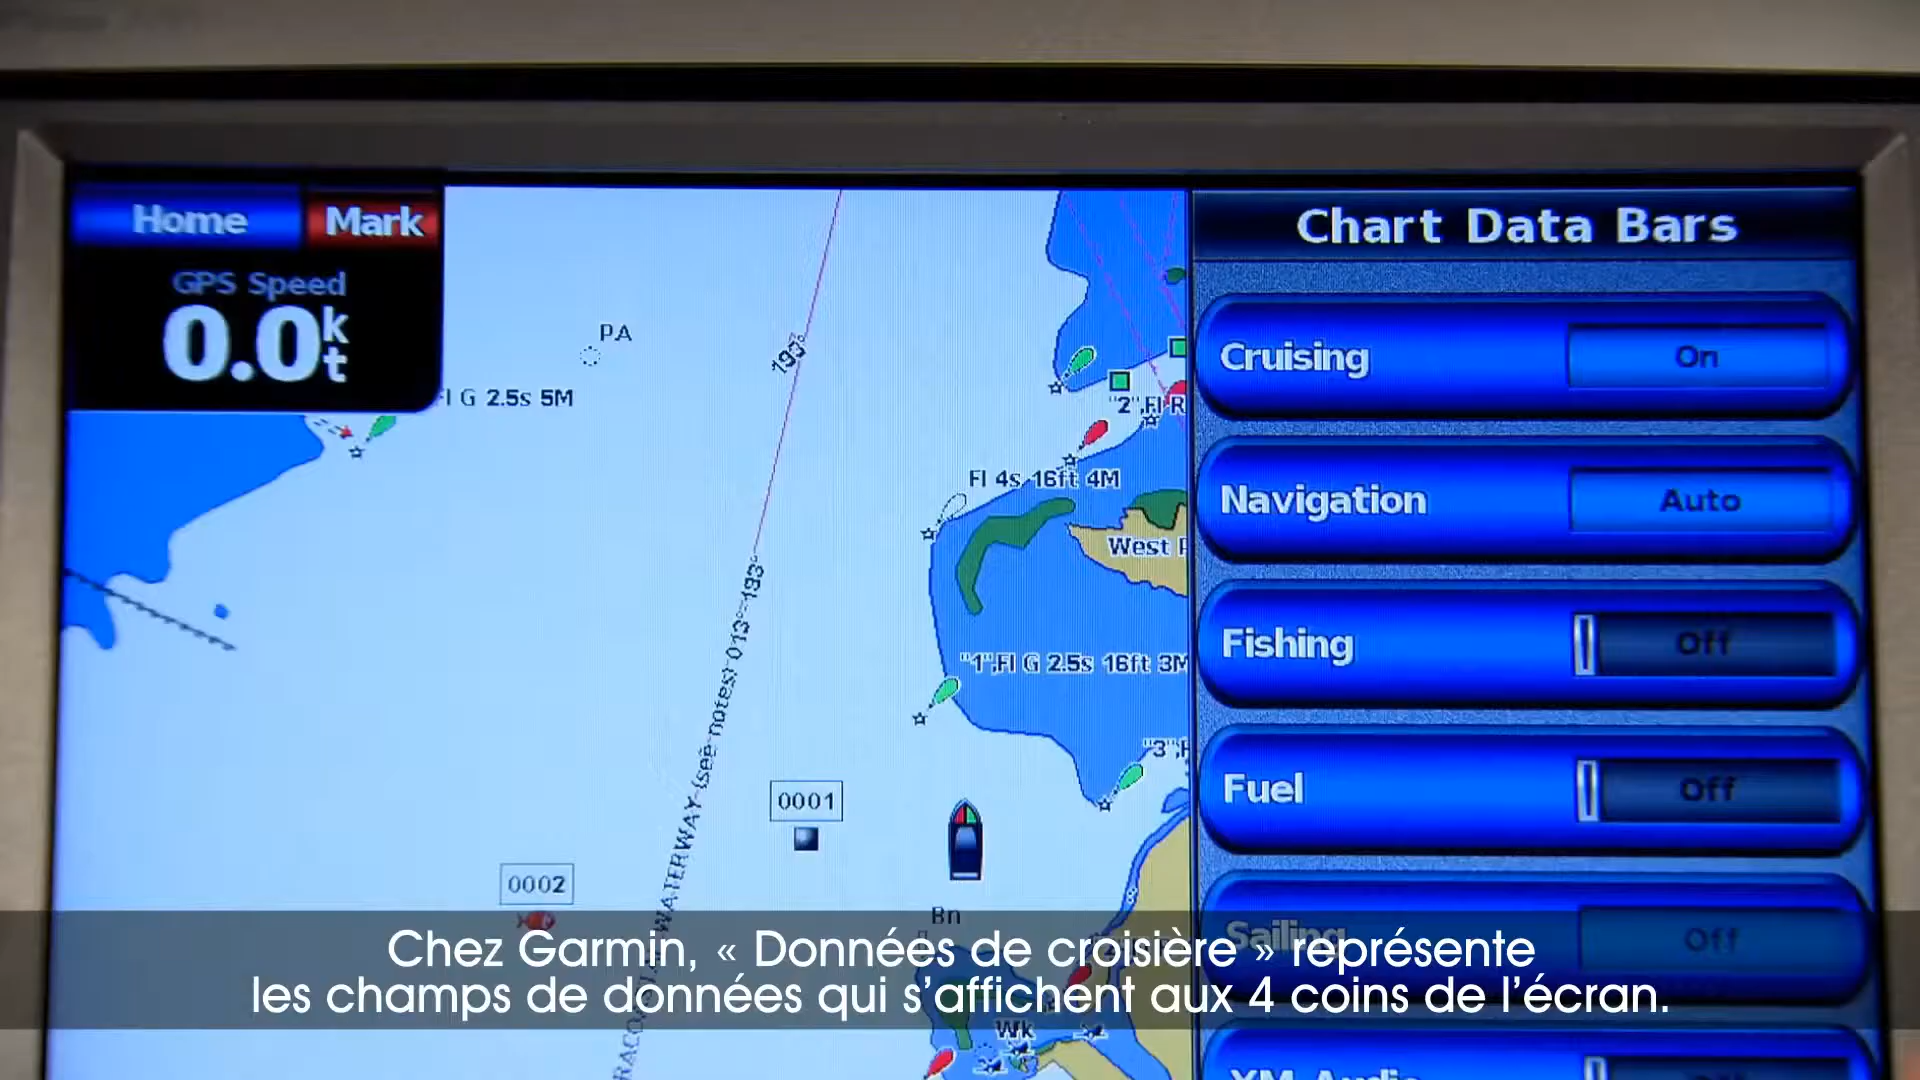 Home Mark
GPS Speed
0.0kt
PA
193°
Fl G 2.5s 5M
"2",Fl R
Fl 4s 16ft 4M
West
"1",Fl G 2.5s 16ft 3M
"3"
WATERWAY (see notes) 013°-193°
0001
0002
Bn
Wk
Chart Data Bars
Cruising On
Navigation Auto
Fishing Off
Fuel Off
Sailing Off
XM Audio
Chez Garmin, « Données de croisière » représente
les champs de données qui s'affichent aux 4 coins de l'écran.